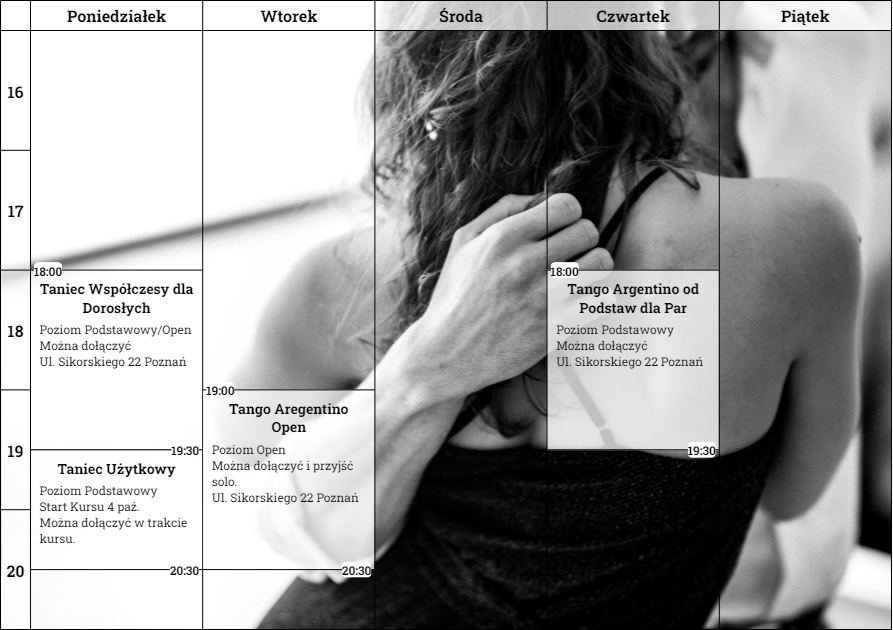 Poniedziałek
Wtorek
Środa
Czwartek
Piątek
16
17
18
19
20
18:00
Taniec Współczesy dla
Dorosłych
Poziom Podstawowy/Open
Można dołączyć
Ul. Sikorskiego 22 Poznań
19:30
Taniec Użytkowy
Poziom Podstawowy
Start Kursu 4 paź.
Można dołączyć w trakcie
kursu.
20:30
19:00
Tango Aregentino
Open
Poziom Open
Można dołączyć i przyjść
solo.
Ul. Sikorskiego 22 Poznań
20:30
18:00
Tango Argentino od
Podstaw dla Par
Poziom Podstawowy
Można dołączyć
Ul. Sikorskiego 22 Poznań
19:30